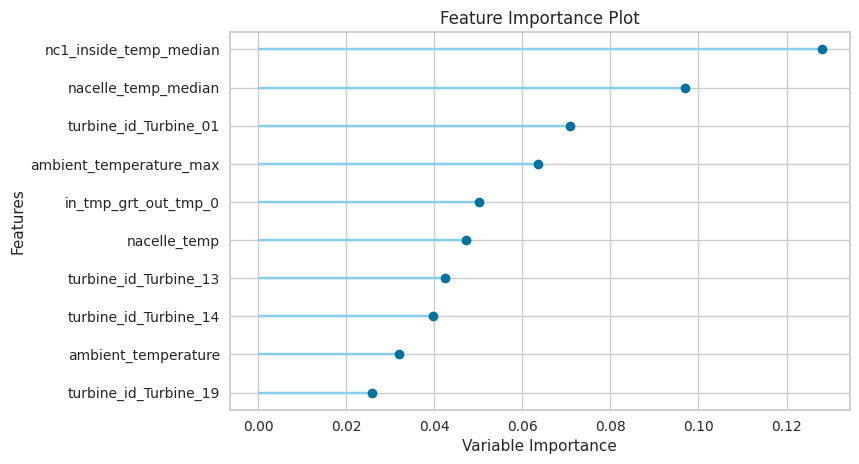 Feature Importance Plot
Features
nc1_inside_temp_median
nacelle_temp_median
turbine_id_Turbine_01
ambient_temperature_max
in_tmp_grt_out_tmp_0
nacelle_temp
turbine_id_Turbine_13
turbine_id_Turbine_14
ambient_temperature
turbine_id_Turbine_19
0.00 0.02 0.04 0.06 0.08 0.10 0.12
Variable Importance